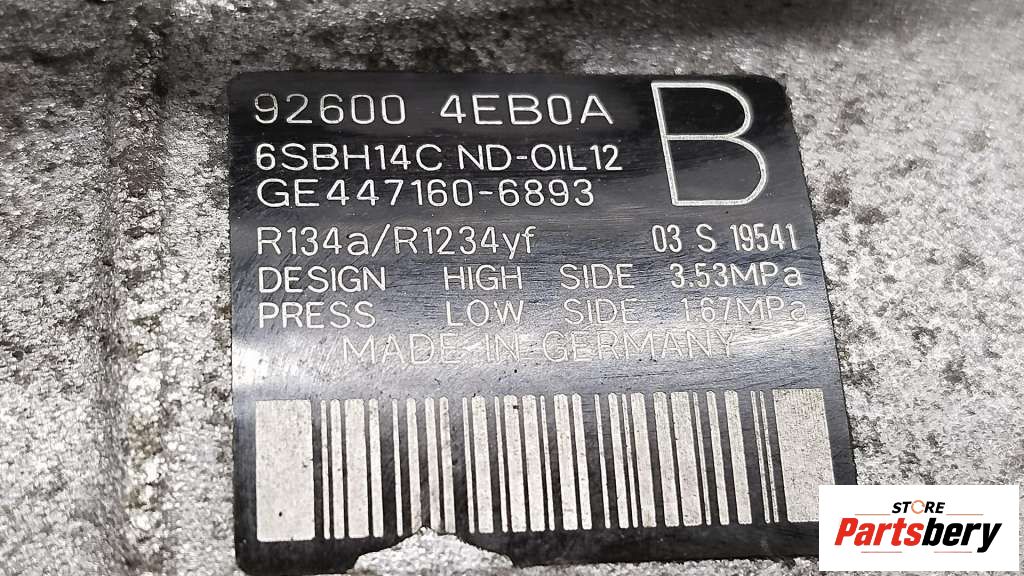 92600 4EB0A
B
6SBH14C ND-OIL12
GE447160-6893
R134a/R1234yf 03 S 19541
DESIGN HIGH SIDE 3.53MPa
PRESS LOW SIDE 1.67MPa
MADE IN GERMANY
STORE
Partsbery